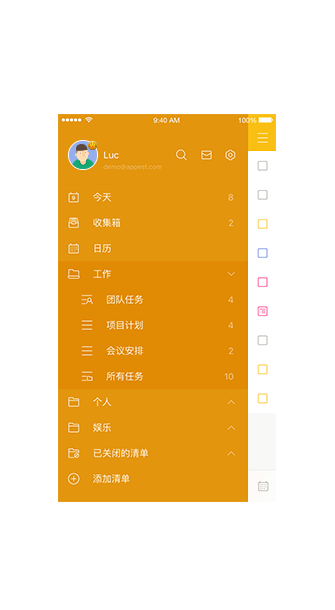 9:40 AM 100%
Luc
demo@appest.com
9
今天 8
收集箱 2
日历
工作
团队任务 4
项目计划 4
会议安排 2
所有任务 10
个人
娱乐
已关闭的清单
添加清单